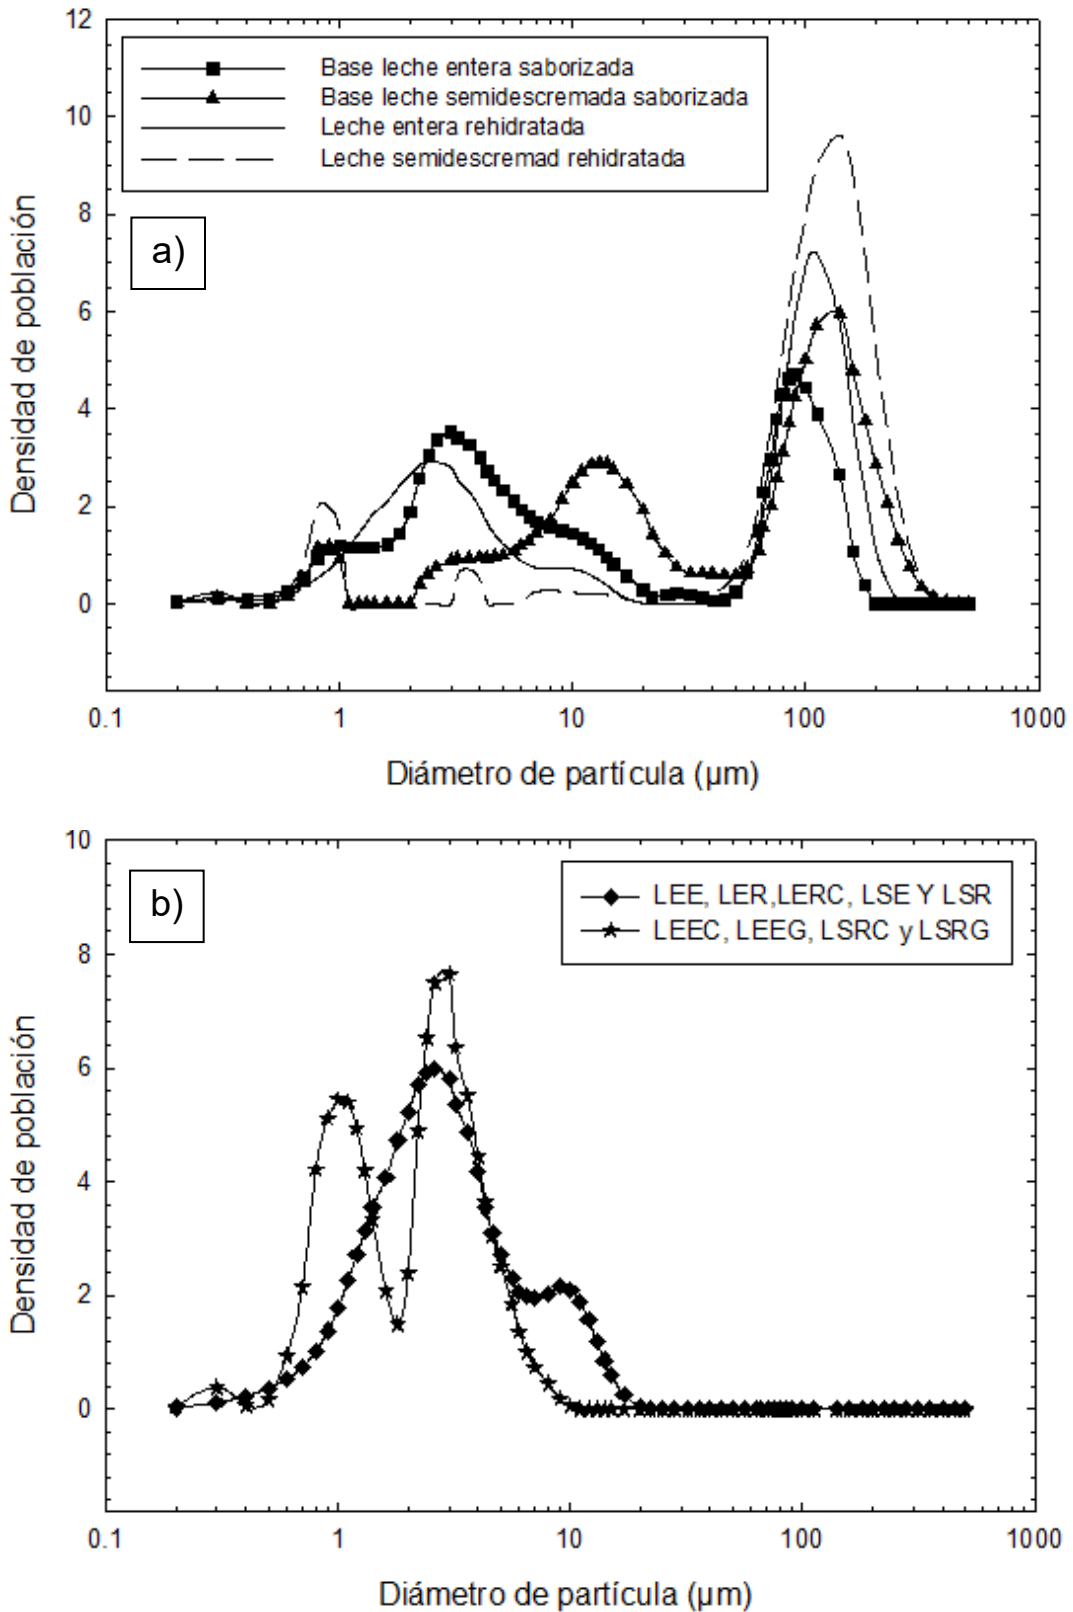 12
10
8
6
4
2
0
Densidad de población
Base leche entera saborizada
Base leche semidescremada saborizada
Leche entera rehidratada
Leche semidescremad rehidratada
a)
0.1 1 10 100 1000
Diámetro de partícula (µm)
10
8
6
4
2
0
Densidad de población
b)
LEE, LER,LERC, LSE Y LSR
LEEC, LEEG, LSRC y LSRG
0.1 1 10 100 1000
Diámetro de partícula (µm)